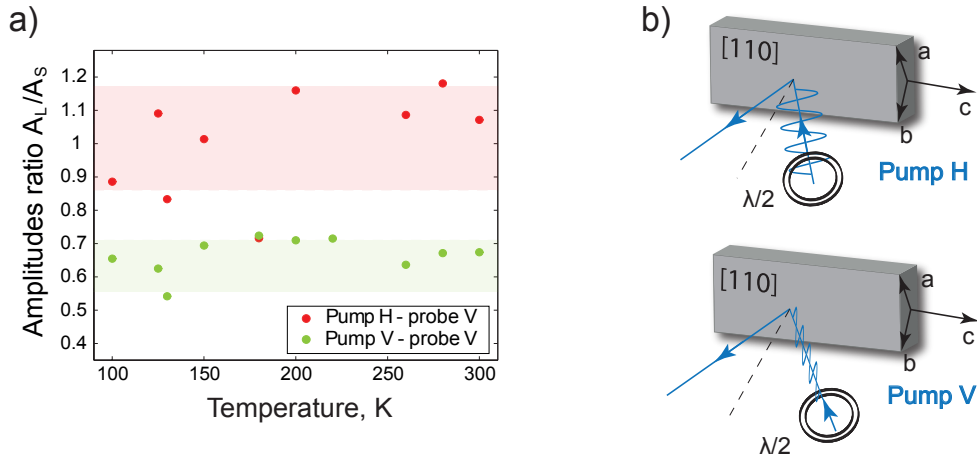 a)
Amplitudes ratio A_L/A_S
1.2
1.1
1
0.9
0.8
0.7
0.6
0.5
0.4
100 150 200 250 300
Temperature, K
Pump H - probe V
Pump V - probe V
b)
[110]
a
b
c
Pump H
λ/2
[110]
a
b
c
Pump V
λ/2